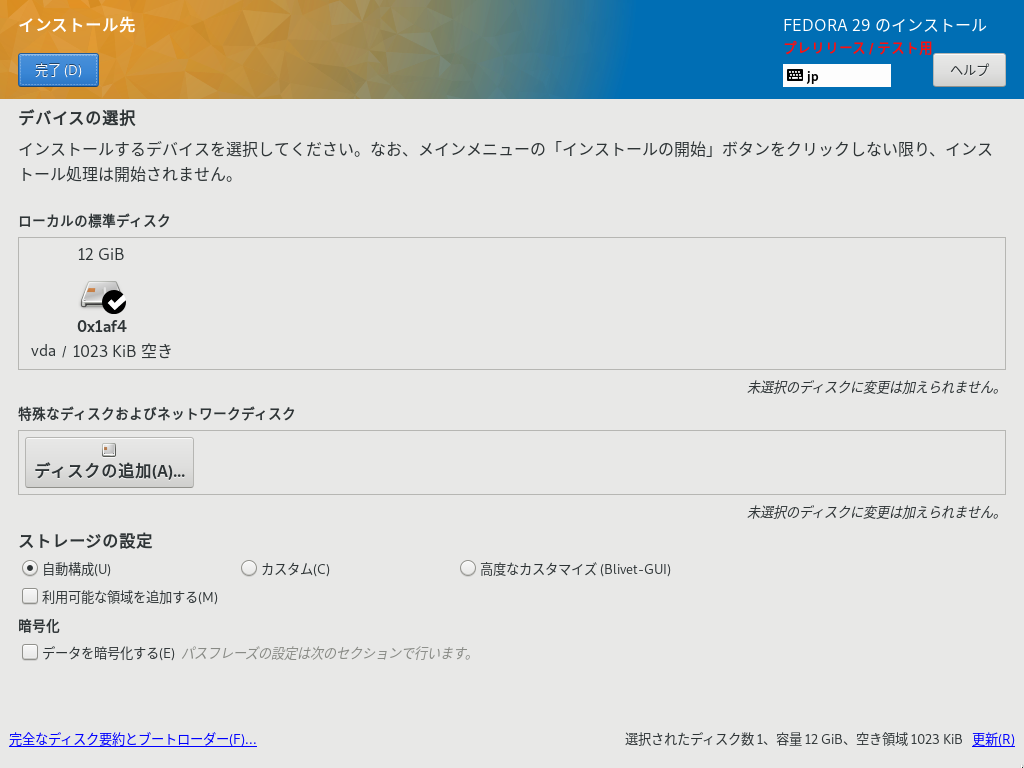 インストール先
FEDORA 29 のインストール
プレリリース / テスト用
完了 (D)
jp
ヘルプ
デバイスの選択
インストールするデバイスを選択してください。なお、メインメニューの「インストールの開始」ボタンをクリックしない限り、インス
トール処理は開始されません。
ローカルの標準ディスク
12 GiB
0x1af4
vda / 1023 KiB 空き
未選択のディスクに変更は加えられません。
特殊なディスクおよびネットワークディスク
ディスクの追加(A)...
未選択のディスクに変更は加えられません。
ストレージの設定
自動構成(U) カスタム(C) 高度なカスタマイズ (Blivet-GUI)
利用可能な領域を追加する(M)
暗号化
データを暗号化する(E) パスフレーズの設定は次のセクションで行います。
完全なディスク要約とブートローダー(F)... 選択されたディスク数 1、容量 12 GiB、空き領域 1023 KiB 更新(R)